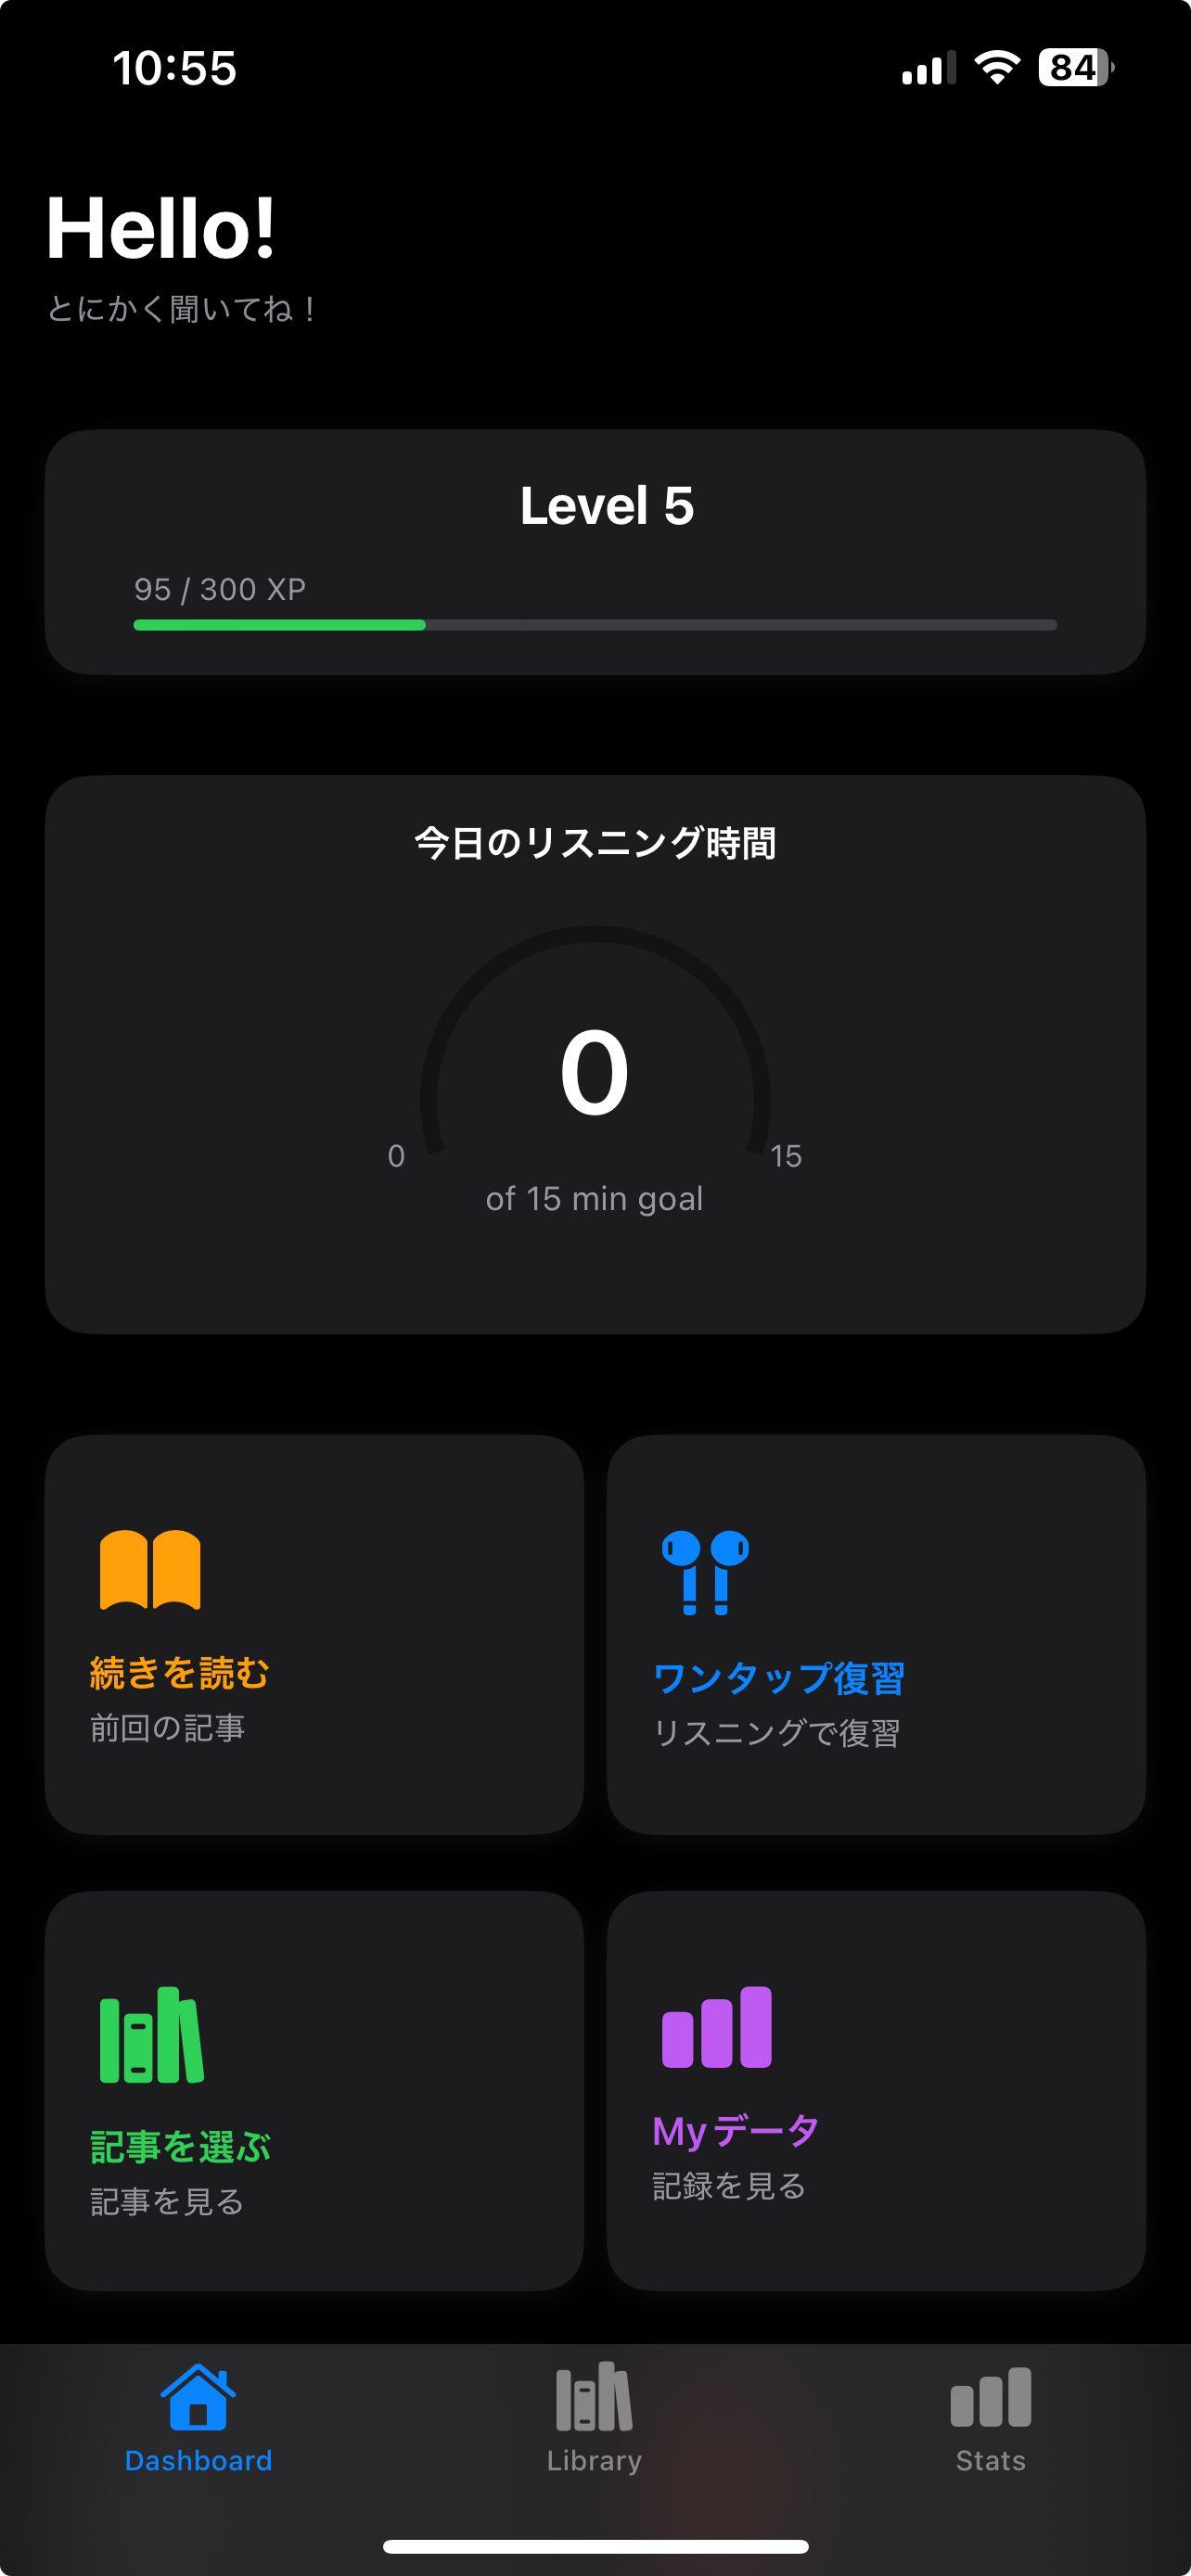 10:55
84
Hello!
とにかく聞いてね！
Level 5
95 / 300 XP
今日のリスニング時間
0
0
15
of 15 min goal
続きを読む
前回の記事
ワンタップ復習
リスニングで復習
記事を選ぶ
記事を見る
Myデータ
記録を見る
Dashboard
Library
Stats